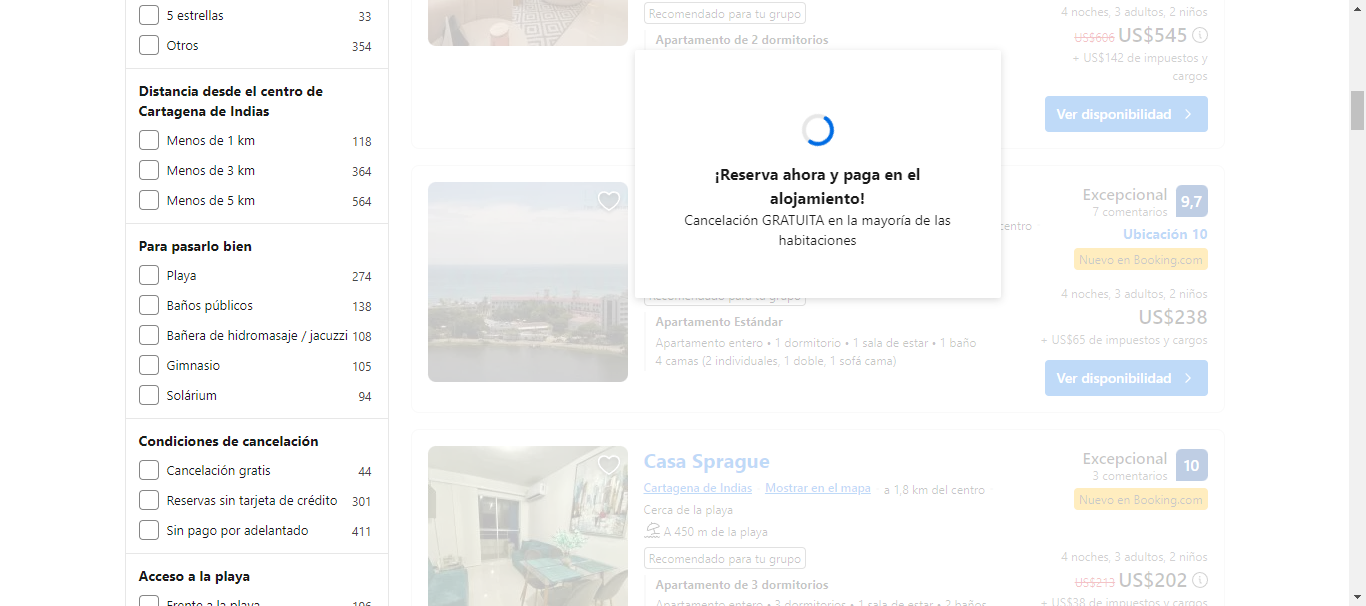 5 estrellas 33
Otros 354
Distancia desde el centro de
Cartagena de Indias
Menos de 1 km 118
Menos de 3 km 364
Menos de 5 km 564
Para pasarlo bien
Playa 274
Baños públicos 138
Bañera de hidromasaje / jacuzzi 108
Gimnasio 105
Solárium 94
Condiciones de cancelación
Cancelación gratis 44
Reservas sin tarjeta de crédito 301
Sin pago por adelantado 411
Acceso a la playa
Frente a la playa 196
Recomendado para tu grupo
Apartamento de 2 dormitorios
4 noches, 3 adultos, 2 niños
US$606 US$545
+ US$142 de impuestos y
cargos
Ver disponibilidad
¡Reserva ahora y paga en el
alojamiento!
Cancelación GRATUITA en la mayoría de las
habitaciones
centro
Excepcional 9,7
7 comentarios
Ubicación 10
Nuevo en Booking.com
Recomendado para tu grupo
Apartamento Estándar
Apartamento entero • 1 dormitorio • 1 sala de estar • 1 baño
4 camas (2 individuales, 1 doble, 1 sofá cama)
4 noches, 3 adultos, 2 niños
US$238
+ US$65 de impuestos y cargos
Ver disponibilidad
Casa Sprague
Cartagena de Indias Mostrar en el mapa a 1,8 km del centro
Cerca de la playa
A 450 m de la playa
Recomendado para tu grupo
Apartamento de 3 dormitorios
Apartamento entero • 3 dormitorios • 1 sala de estar • 2 baños
Excepcional 10
3 comentarios
Nuevo en Booking.com
4 noches, 3 adultos, 2 niños
US$213 US$202
+ US$38 de impuestos y cargos